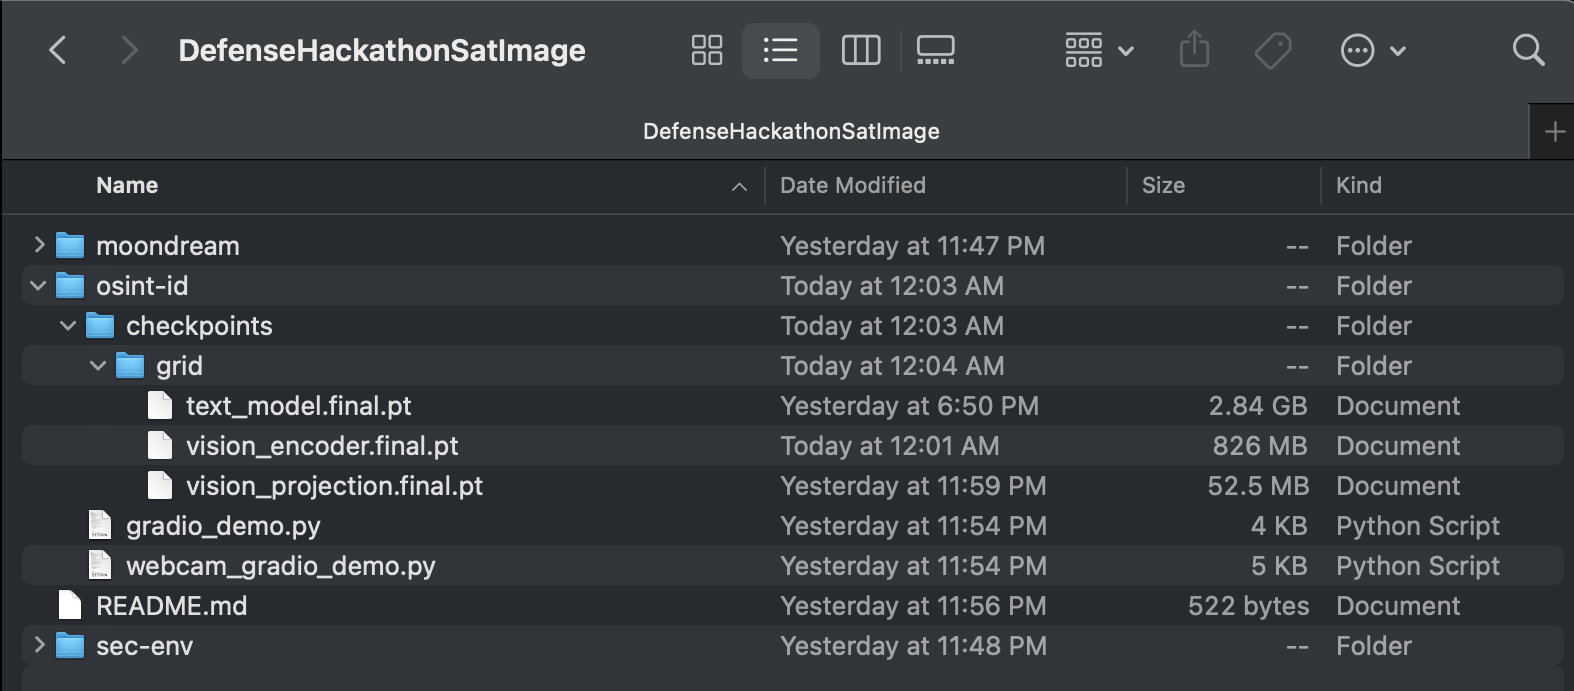 DefenseHackathonSatImage
DefenseHackathonSatImage
Name Date Modified Size Kind
moondream Yesterday at 11:47 PM -- Folder
osint-id Today at 12:03 AM -- Folder
checkpoints Today at 12:03 AM -- Folder
grid Today at 12:04 AM -- Folder
text_model.final.pt Yesterday at 6:50 PM 2.84 GB Document
vision_encoder.final.pt Today at 12:01 AM 826 MB Document
vision_projection.final.pt Yesterday at 11:59 PM 52.5 MB Document
gradio_demo.py Yesterday at 11:54 PM 4 KB Python Script
webcam_gradio_demo.py Yesterday at 11:54 PM 5 KB Python Script
README.md Yesterday at 11:56 PM 522 bytes Document
sec-env Yesterday at 11:48 PM -- Folder